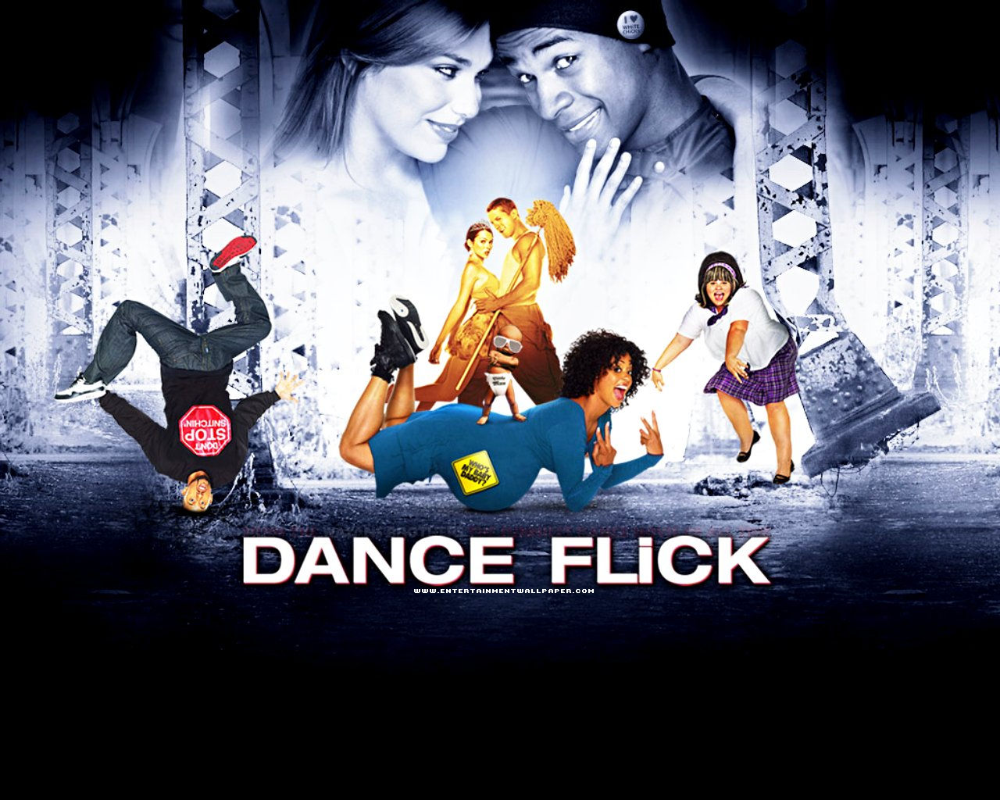 I ♥
WHITE
CHICKS
DON'T
STOP
SNITCHIN'
WHO'S
MY BABY
DADDY?
DANCE FLiCK
WWW.ENTERTAINMENTWALLPAPER.COM